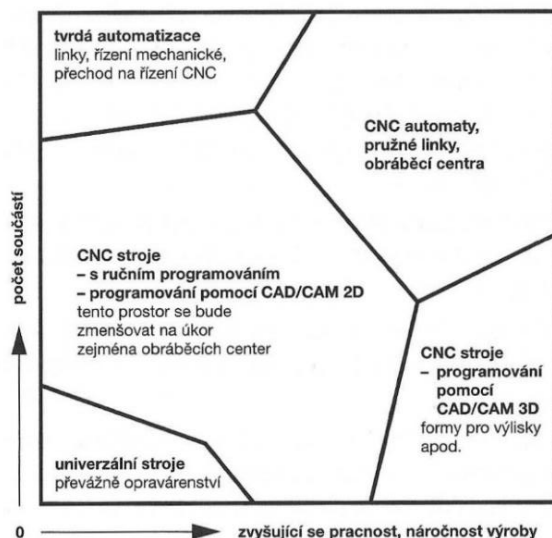 tvrdá automatizace
linky, řízení mechanické,
přechod na řízení CNC
CNC automaty,
pružné linky,
obráběcí centra
CNC stroje
– s ručním programováním
– programování pomocí CAD/CAM 2D
tento prostor se bude
zmenšovat na úkor
zejména obráběcích center
CNC stroje
– programování
pomocí
CAD/CAM 3D
formy pro výlisky
apod.
univerzální stroje
převážně opravárenství
počet součástí
0
zvyšující se pracnost, náročnost výroby